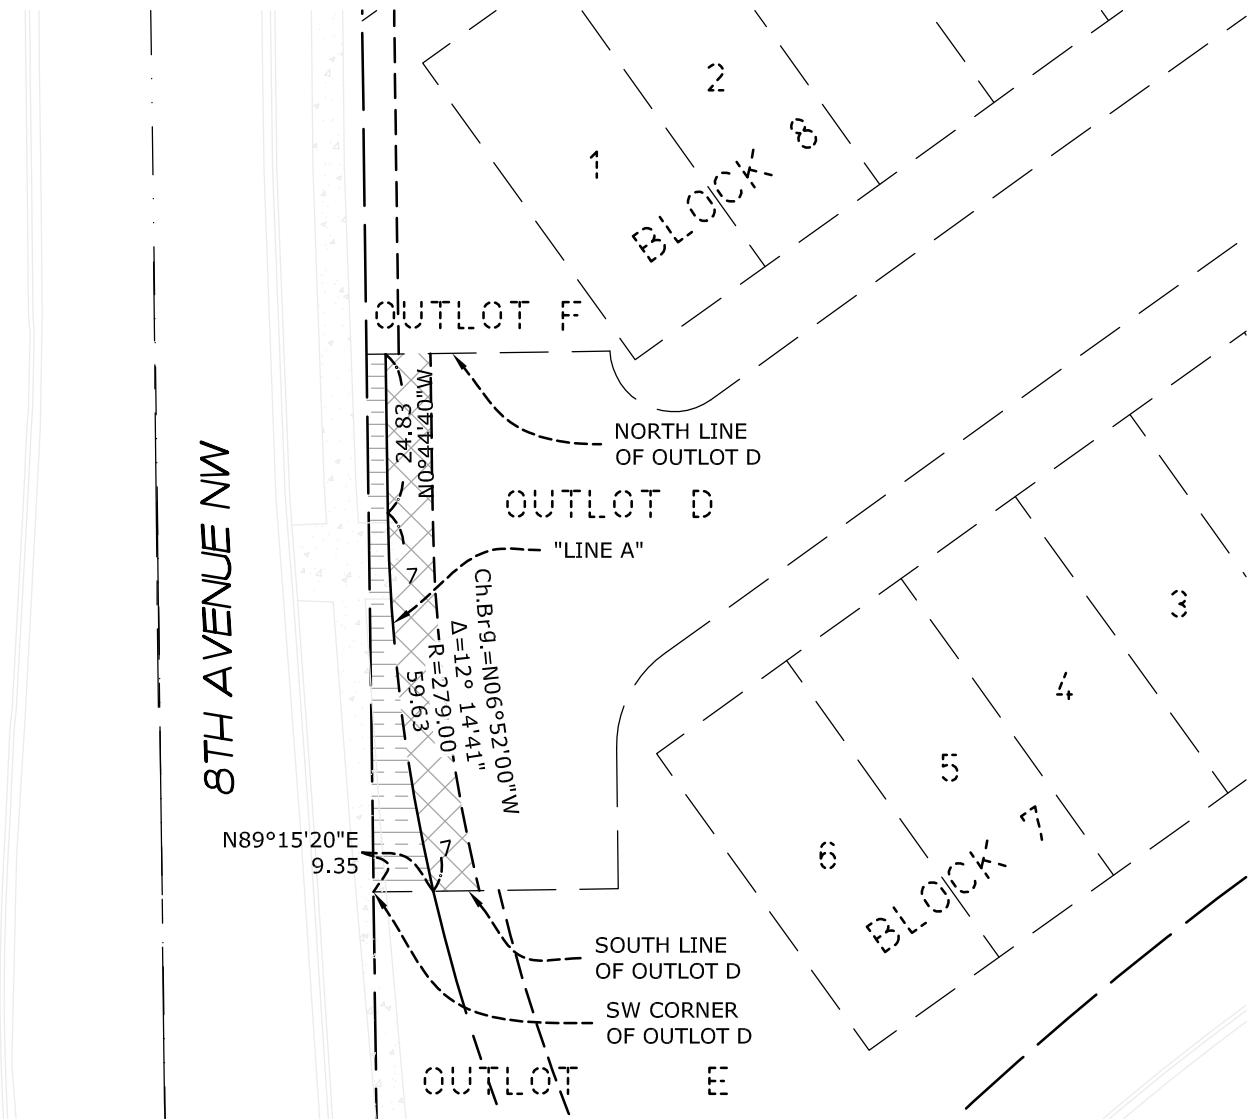 2
1
BLOCK 8
OUTLOT F
NORTH LINE
OF OUTLOT D
24.83
N0°44'40"W
OUTLOT D
"LINE A"
7
Ch.Brg.=N06°52'00"W
Δ=12° 14'41"
R=279.00
59.63
8TH AVENUE NW
3
4
5
6
BLOCK 7
N89°15'20"E
9.35
7
SOUTH LINE
OF OUTLOT D
SW CORNER
OF OUTLOT D
OUTLOT E